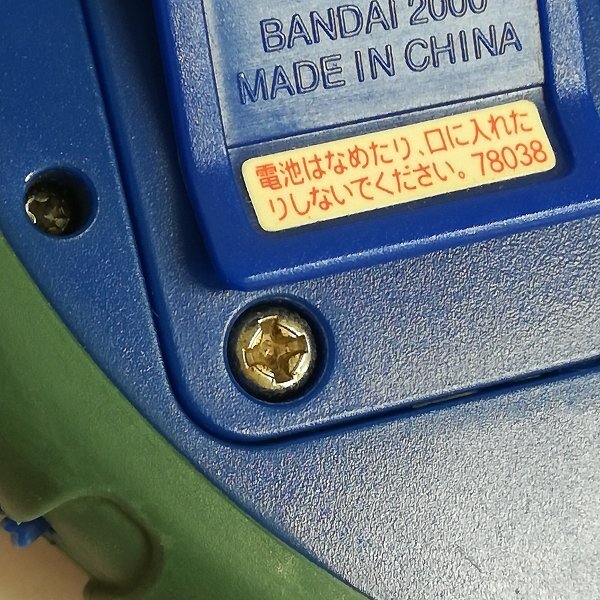 BANDAI 2000
MADE IN CHINA
電池はなめたり、口に入れた
りしないでください。78038